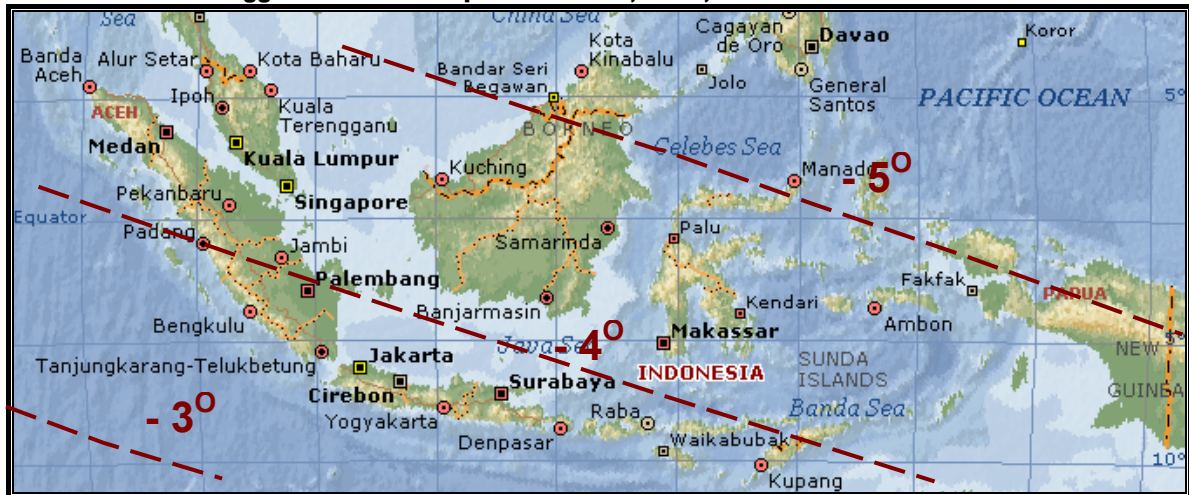 Sea
China Sea
Banda
Aceh
Alur Setar
Kota Baharu
Kota
Kinabalu
Cagayan
de Oro
Davao
Koror
Bandar Seri
Begawan
Jolo
General
Santos
Ipoh
Kuala
Terengganu
ACEH
PACIFIC OCEAN
5°
Medan
BORNEO
Kuala Lumpur
Celebes Sea
Kuching
Manado
- 5O
Pekanbaru
Singapore
Equator
Padang
Jambi
Samarinda
Palu
Palembang
Fakfak
PAPUA
Bengkulu
Banjarmasin
Kendari
Ambon
Makassar
Java Sea
- 4O
5°
NEW
GUINEA
Tanjungkarang-Telukbetung
Jakarta
INDONESIA
SUNDA
ISLANDS
Cirebon
Surabaya
- 3O
Yogyakarta
Raba
Banda Sea
Denpasar
Waikabubak
10°
Kupang